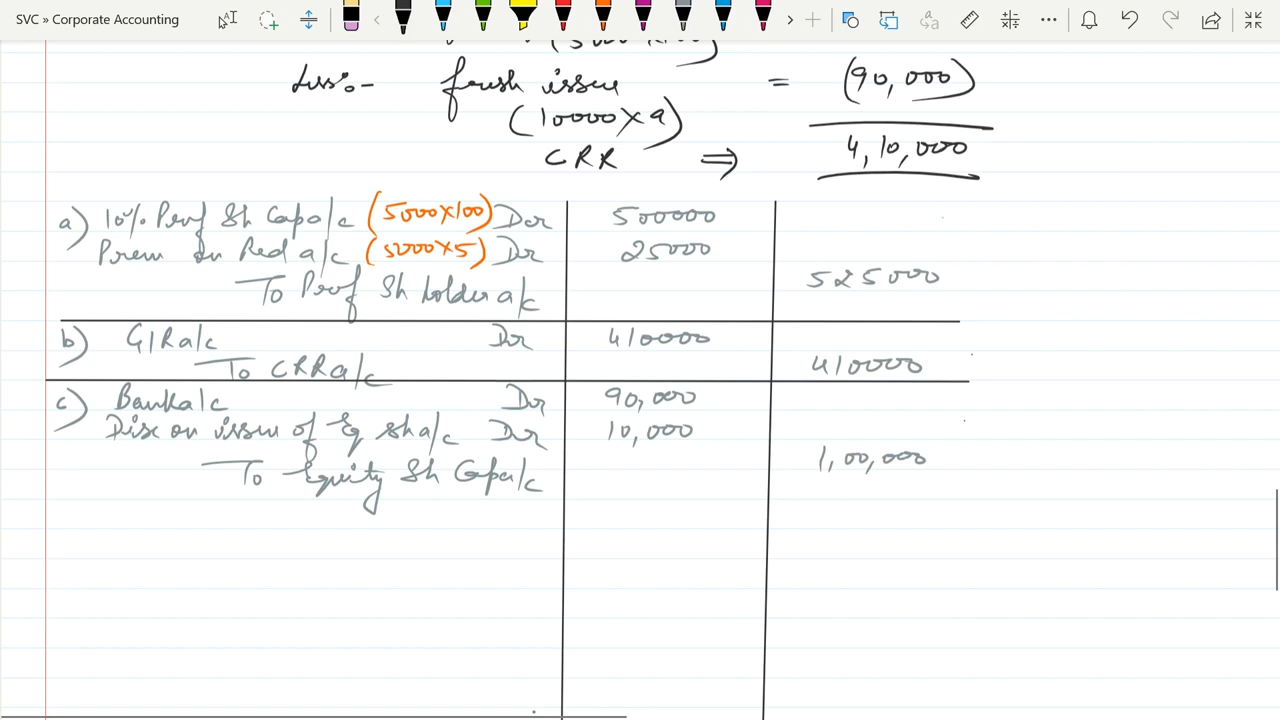 SVC » Corporate Accounting
(5000 x 100)
Less:- fresh issue = (90,000)
(10000 x 9)
CRR ⇒ 4,10,000
a) 10% Pref Sh Cap a/c (5000x100) Dr 500000
Prem on Red a/c (5000x5) Dr 25000
To Pref Sh holder a/c 525000
b) G/R a/c Dr 410000
To CRR a/c 410000
c) Bank a/c Dr 90,000
Disc on issue of Eq sh a/c Dr 10,000
To Equity Sh Cap a/c 1,00,000